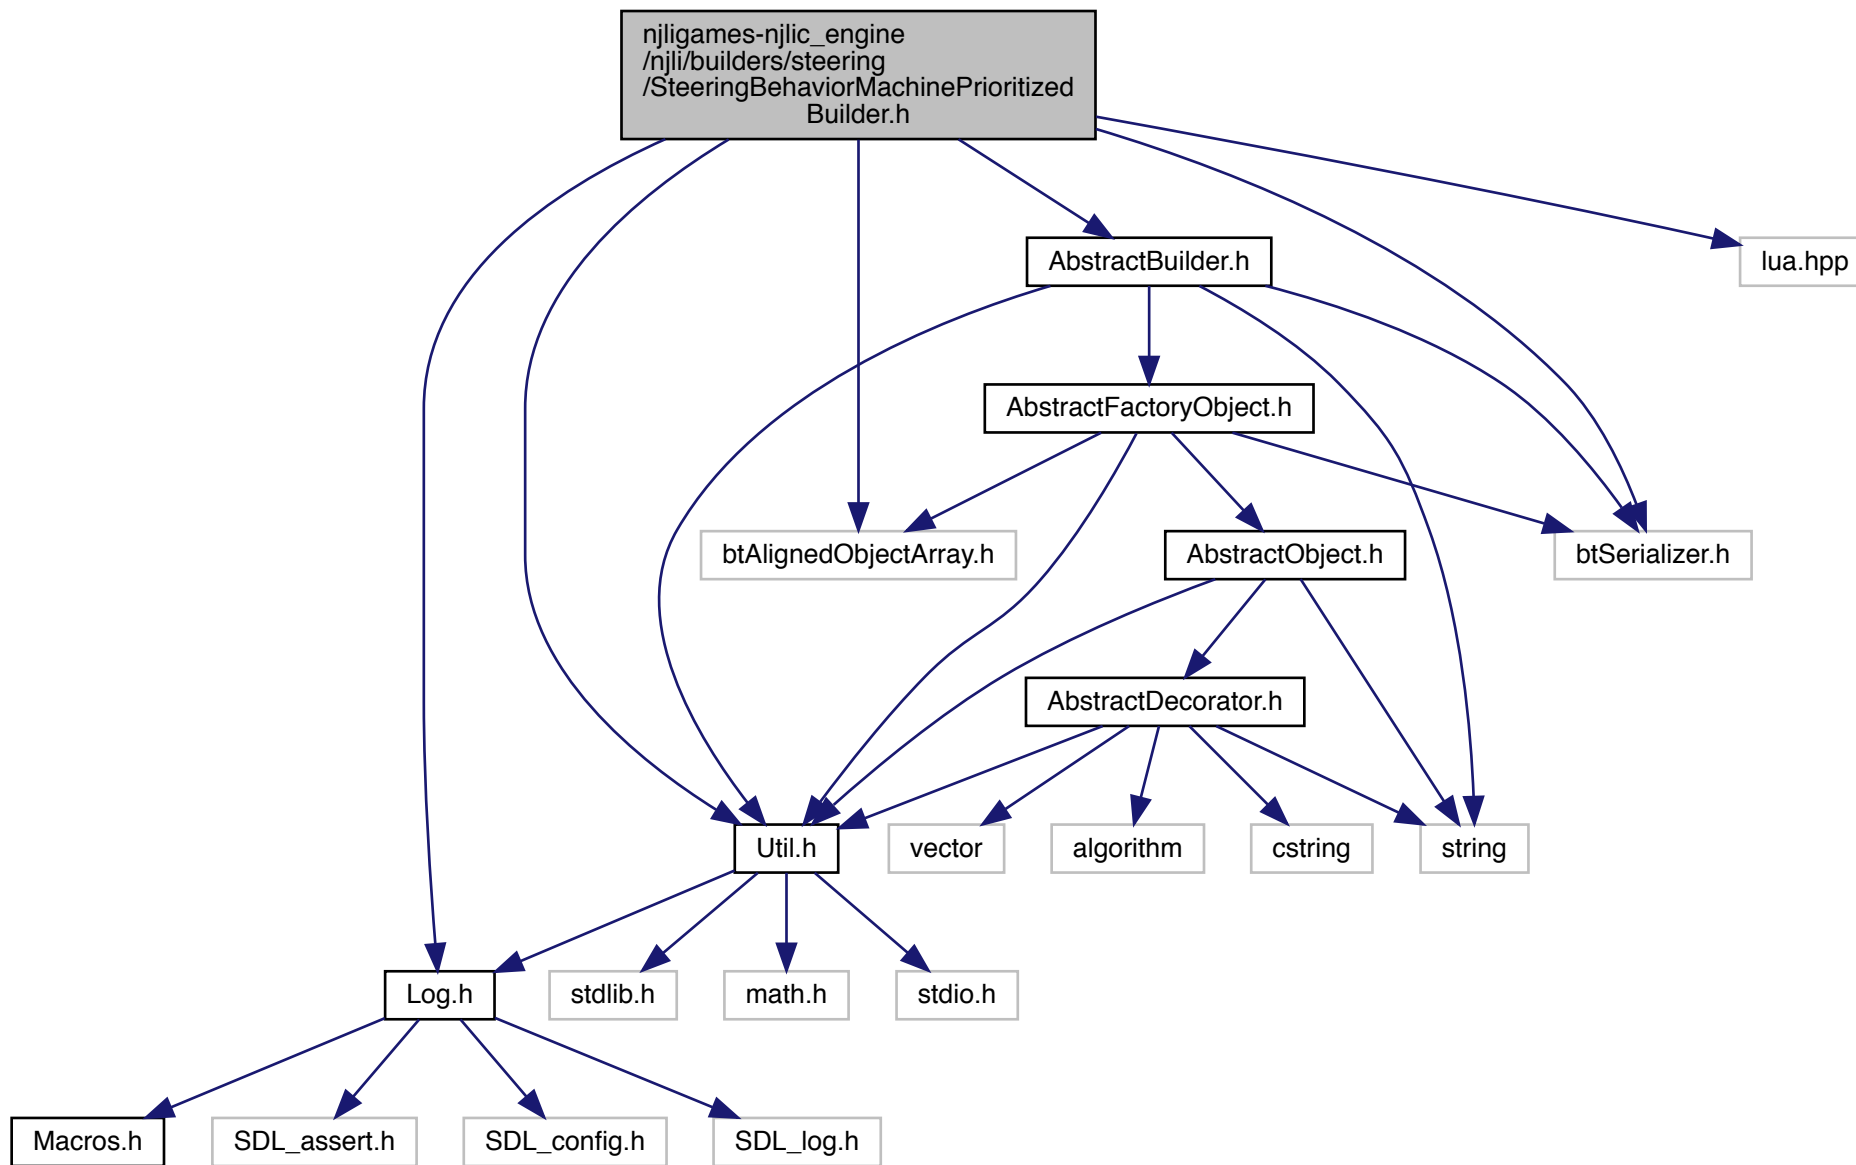 njligames-njlic_engine
/njli/builders/steering
/SteeringBehaviorMachinePrioritized
Builder.h
AbstractBuilder.h
lua.hpp
AbstractFactoryObject.h
btAlignedObjectArray.h
AbstractObject.h
btSerializer.h
AbstractDecorator.h
Util.h
vector
algorithm
cstring
string
Log.h
stdlib.h
math.h
stdio.h
Macros.h
SDL_assert.h
SDL_config.h
SDL_log.h